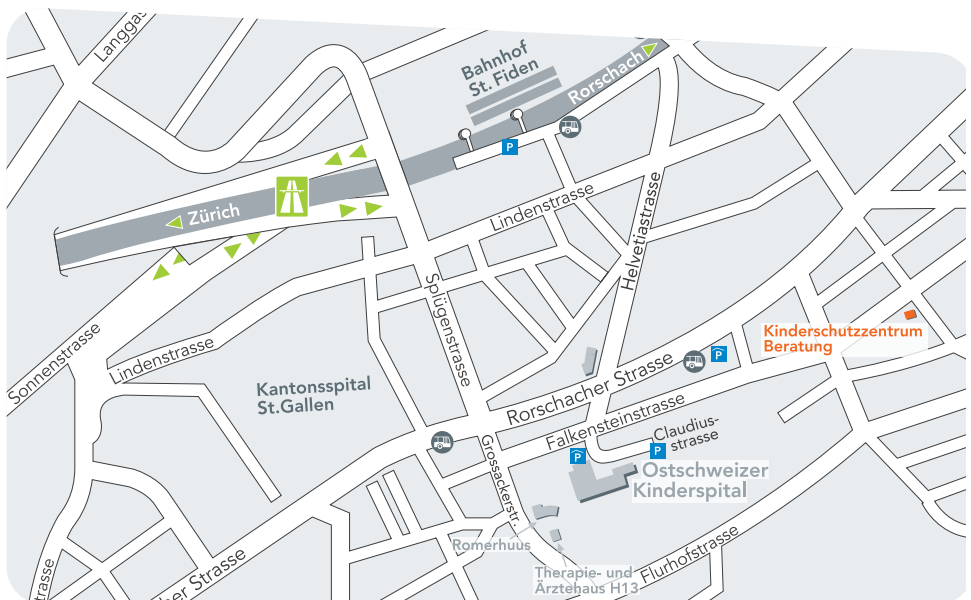 Langgas
Bahnhof
St. Fiden
Rorschach
P
Zürich
Lindenstrasse
Helvetiastrasse
Splügenstrasse
Sonnenstrasse
Lindenstrasse
Kinderschutzzentrum
Beratung
P
Kantonsspital
St.Gallen
Rorschacher Strasse
Falkensteinstrasse
Claudius-
strasse
P
P
Grossackerstr.
Ostschweizer
Kinderspital
Romerhuus
Therapie- und
Ärztehaus H13
Flurhofstrasse
cher Strasse
trasse